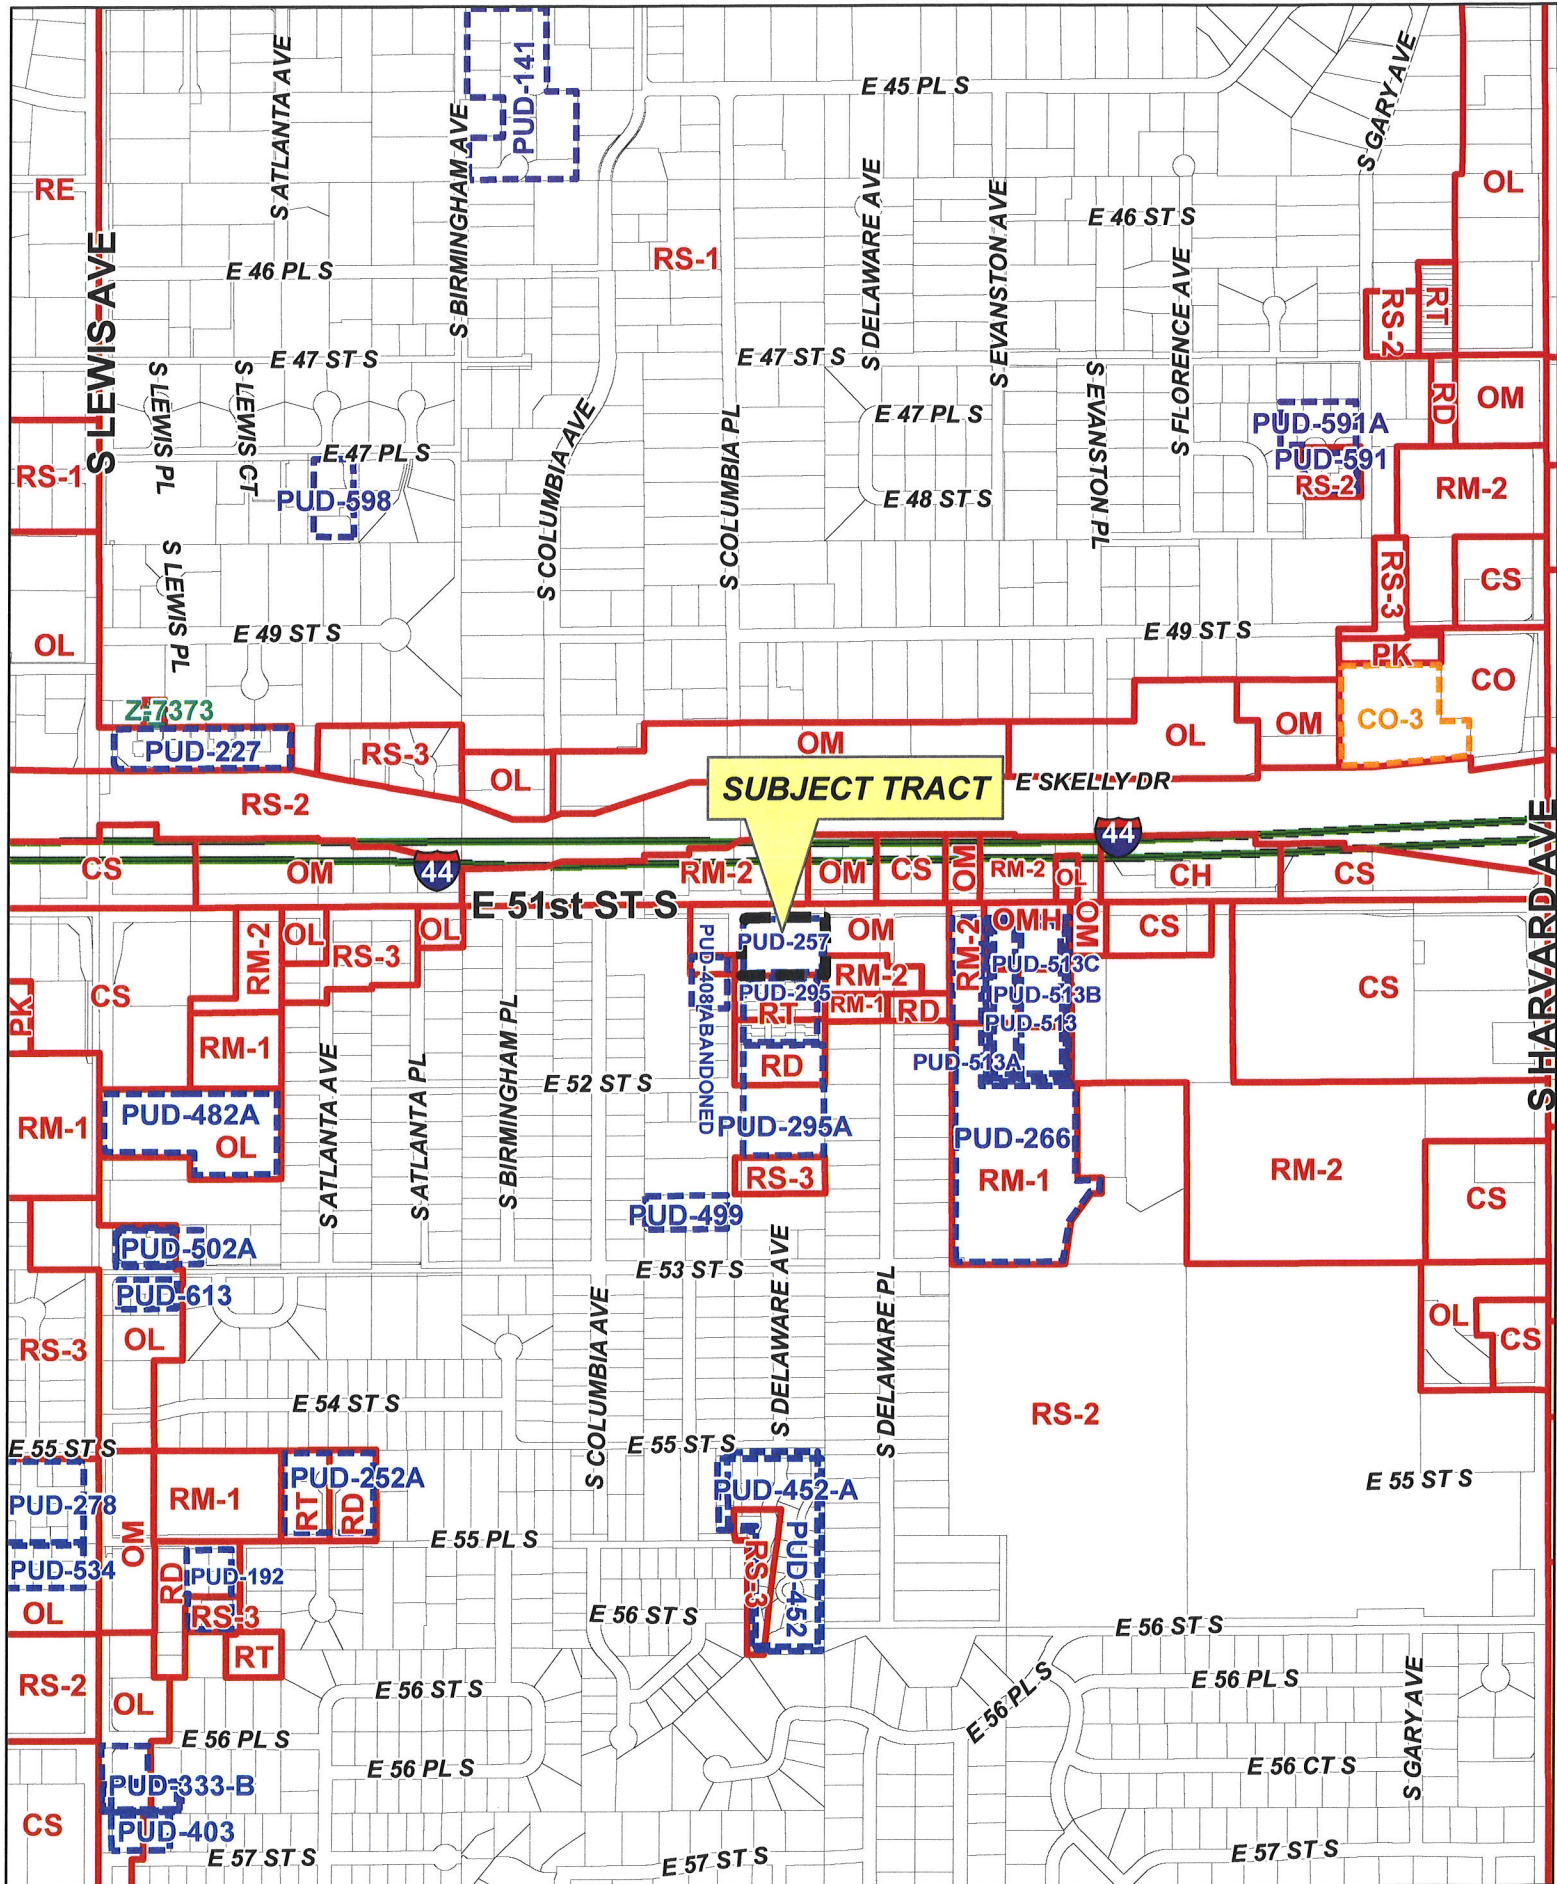 S ATLANTA AVE
PUD-141
S BIRMINGHAM AVE
E 45 PL S
S GARY AVE
RE
OL
S DELAWARE AVE
S EVANSTON AVE
E 46 ST S
RS-1
E 46 PL S
S LEWIS AVE
S FLORENCE AVE
RS-2
RT
E 47 ST S
E 47 ST S
S LEWIS PL
S LEWIS CT
S COLUMBIA AVE
S COLUMBIA PL
E 47 PL S
S EVANSTON PL
RD
OM
PUD-591A
E 47 PL S
PUD-591
RS-2
RS-1
PUD-598
E 48 ST S
RM-2
S LEWIS PL
RS-3
CS
E 49 ST S
E 49 ST S
OL
PK
CO
Z-7373
CO-3
PUD-227
RS-3
OM
OL
OM
OL
E SKELLY DR
SUBJECT TRACT
RS-2
44
44
CS
OM
RM-2
OM
CS
OM
RM-2
OL
CH
CS
S HARVARD AVE
E 51st ST S
RM-2
OL
RS-3
OL
PUD-408/ABANDONED
PUD-257
OM
RM-2
OMH
OM
CS
PUD-513C
RM-2
PUD-295
RT
RM-1
RD
PUD-513B
PUD-513
PUD-513A
CS
CS
PK
RM-1
RD
S ATLANTA AVE
S ATLANTA PL
S BIRMINGHAM PL
E 52 ST S
PUD-482A
OL
RM-1
PUD-295A
PUD-266
RM-1
RM-2
RS-3
CS
PUD-499
PUD-502A
E 53 ST S
S DELAWARE AVE
S DELAWARE PL
PUD-613
OL
RS-3
S COLUMBIA AVE
OL
CS
E 54 ST S
RS-2
E 55 ST S
E 55 ST S
E 55 ST S
PUD-278
OM
RM-1
PUD-252A
RT
RD
PUD-452-A
E 55 PL S
PUD-534
RD
PUD-192
RS-3
PUD-452
OL
RS-3
E 56 ST S
E 56 ST S
RT
RS-2
OL
E 56 ST S
E 56 PL S
E 56 PL S
S GARY AVE
E 56 PL S
E 56 PL S
E 56 CT S
PUD-333-B
CS
PUD-403
E 57 ST S
E 57 ST S
E 57 ST S